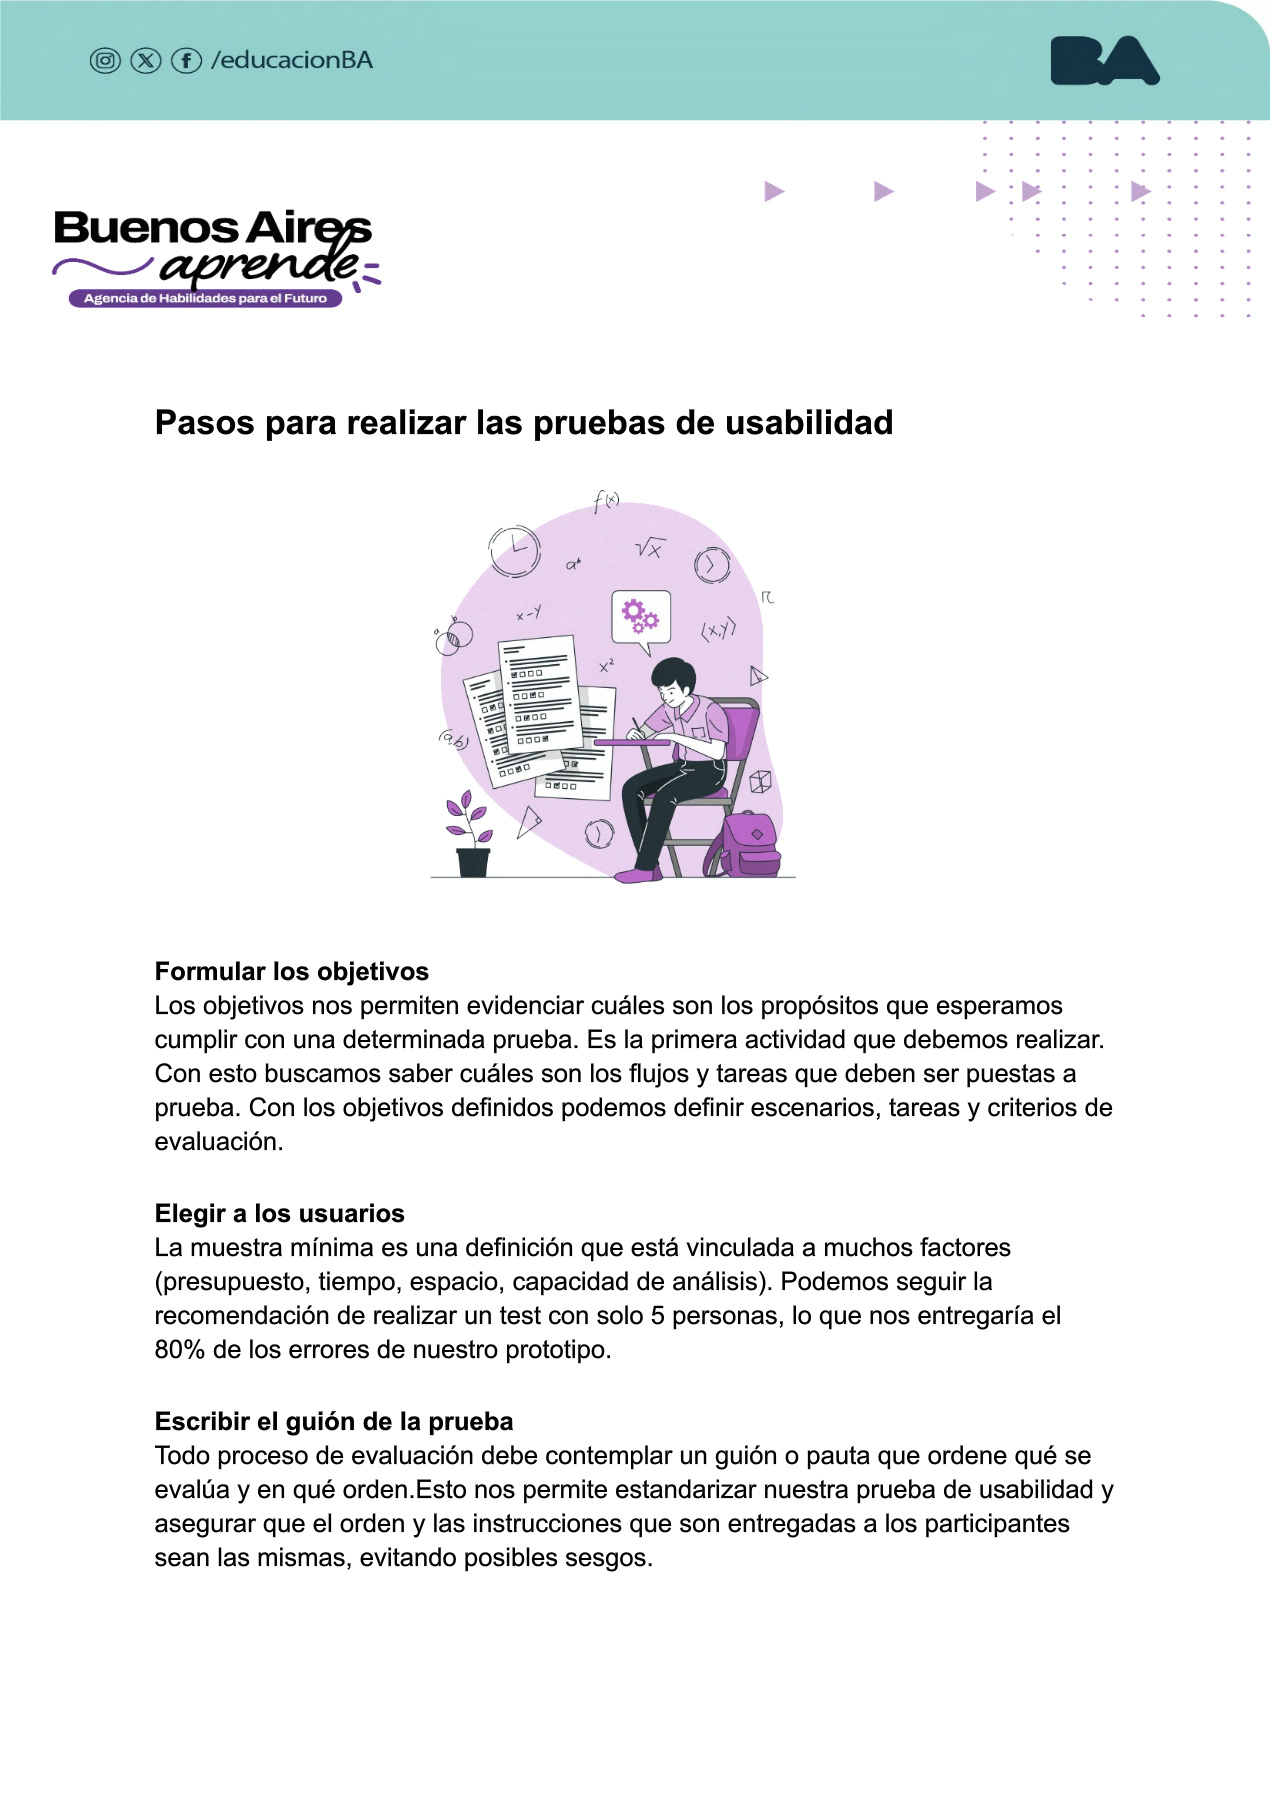 /educacionBA
BA
Buenos Aires
aprende
Agencia de Habilidades para el Futuro
Pasos para realizar las pruebas de usabilidad
f(x)
√x
aᵇ
π
x-y
(x,y)
a
b
x²
(a,b)
Formular los objetivos
Los objetivos nos permiten evidenciar cuáles son los propósitos que esperamos
cumplir con una determinada prueba. Es la primera actividad que debemos realizar.
Con esto buscamos saber cuáles son los flujos y tareas que deben ser puestas a
prueba. Con los objetivos definidos podemos definir escenarios, tareas y criterios de
evaluación.
Elegir a los usuarios
La muestra mínima es una definición que está vinculada a muchos factores
(presupuesto, tiempo, espacio, capacidad de análisis). Podemos seguir la
recomendación de realizar un test con solo 5 personas, lo que nos entregaría el
80% de los errores de nuestro prototipo.
Escribir el guión de la prueba
Todo proceso de evaluación debe contemplar un guión o pauta que ordene qué se
evalúa y en qué orden.Esto nos permite estandarizar nuestra prueba de usabilidad y
asegurar que el orden y las instrucciones que son entregadas a los participantes
sean las mismas, evitando posibles sesgos.